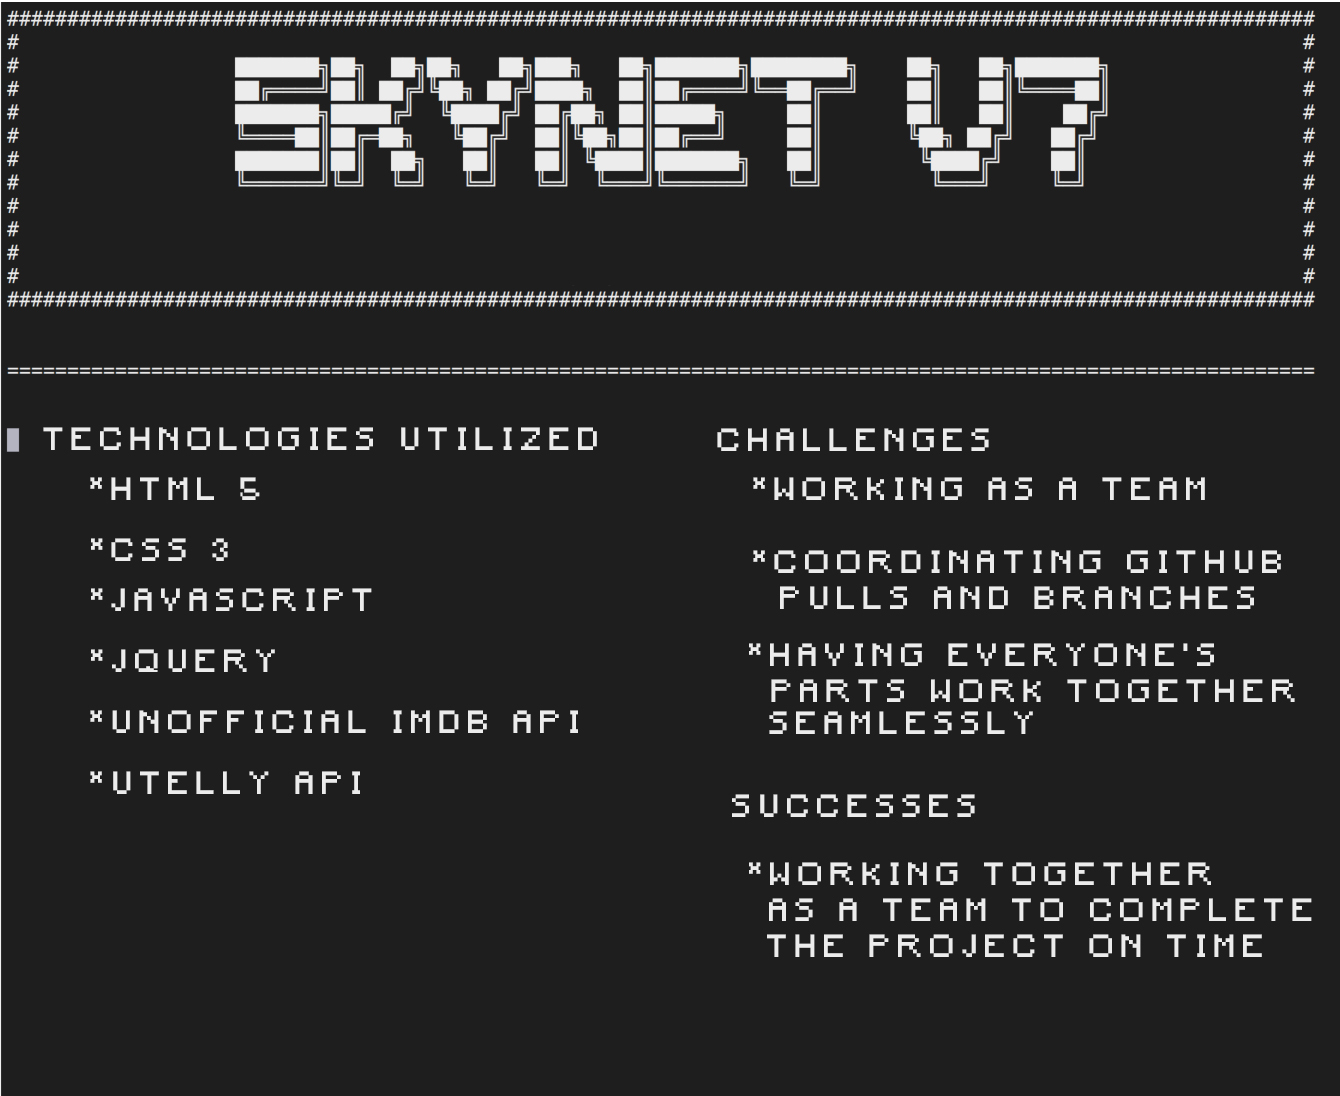 SKYNET V7
TECHNOLOGIES UTILIZED
*HTML 5
*CSS 3
*JAVASCRIPT
*JQUERY
*UNOFFICIAL IMDB API
*UTELLY API
CHALLENGES
*WORKING AS A TEAM
*COORDINATING GITHUB
PULLS AND BRANCHES
*HAVING EVERYONE'S
PARTS WORK TOGETHER
SEAMLESSLY
SUCCESSES
*WORKING TOGETHER
AS A TEAM TO COMPLETE
THE PROJECT ON TIME